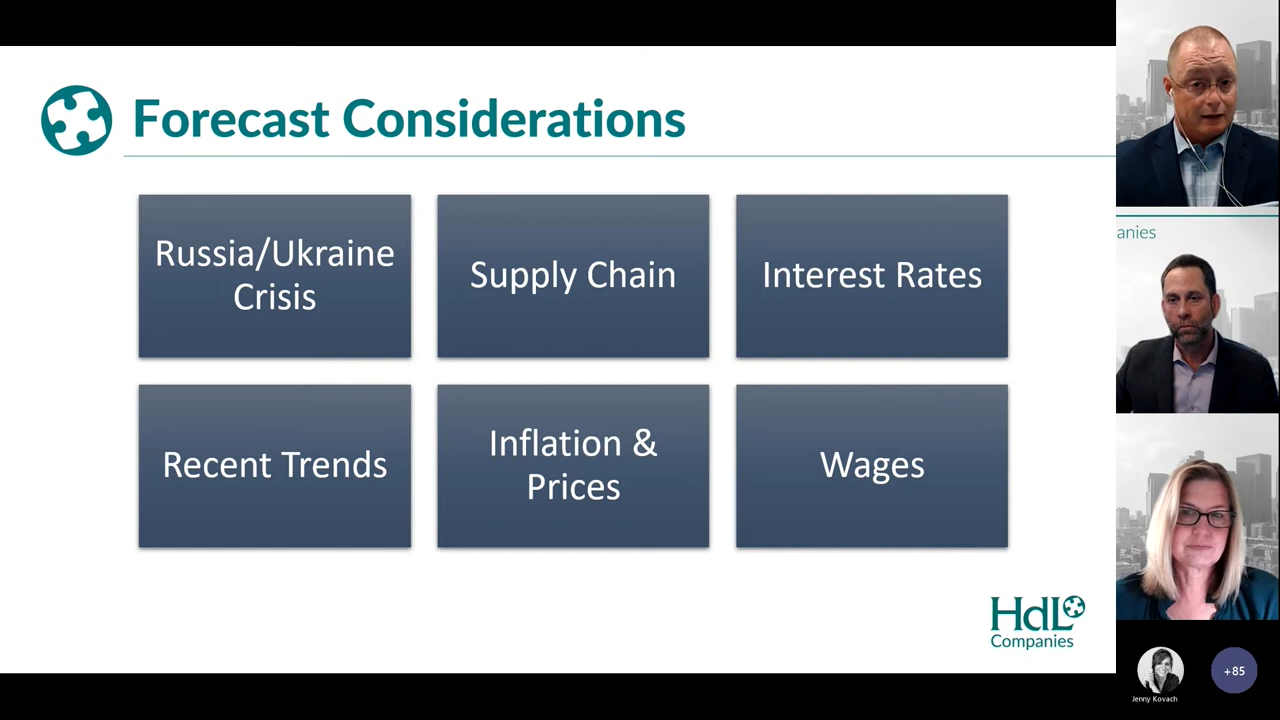 Forecast Considerations
Russia/Ukraine
Crisis
Supply Chain
Interest Rates
Recent Trends
Inflation &
Prices
Wages
HdL
Companies
anies
Jenny Kovach
+85